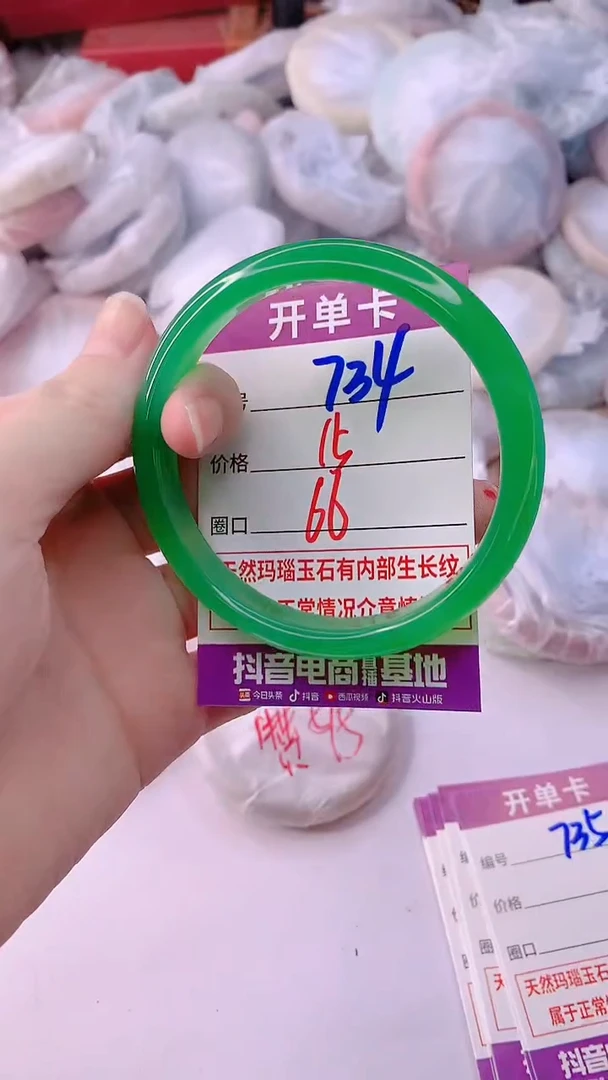 开单卡
号 734
价格 15
圈口 66
天然玛瑙玉石有内部生长纹
正常情况介意慎
抖音电商直播基地
今日头条 抖音 西瓜视频 抖音火山版
开单卡
编号 735
价格
圈口
天然玛瑙玉石
属于正常
抖音